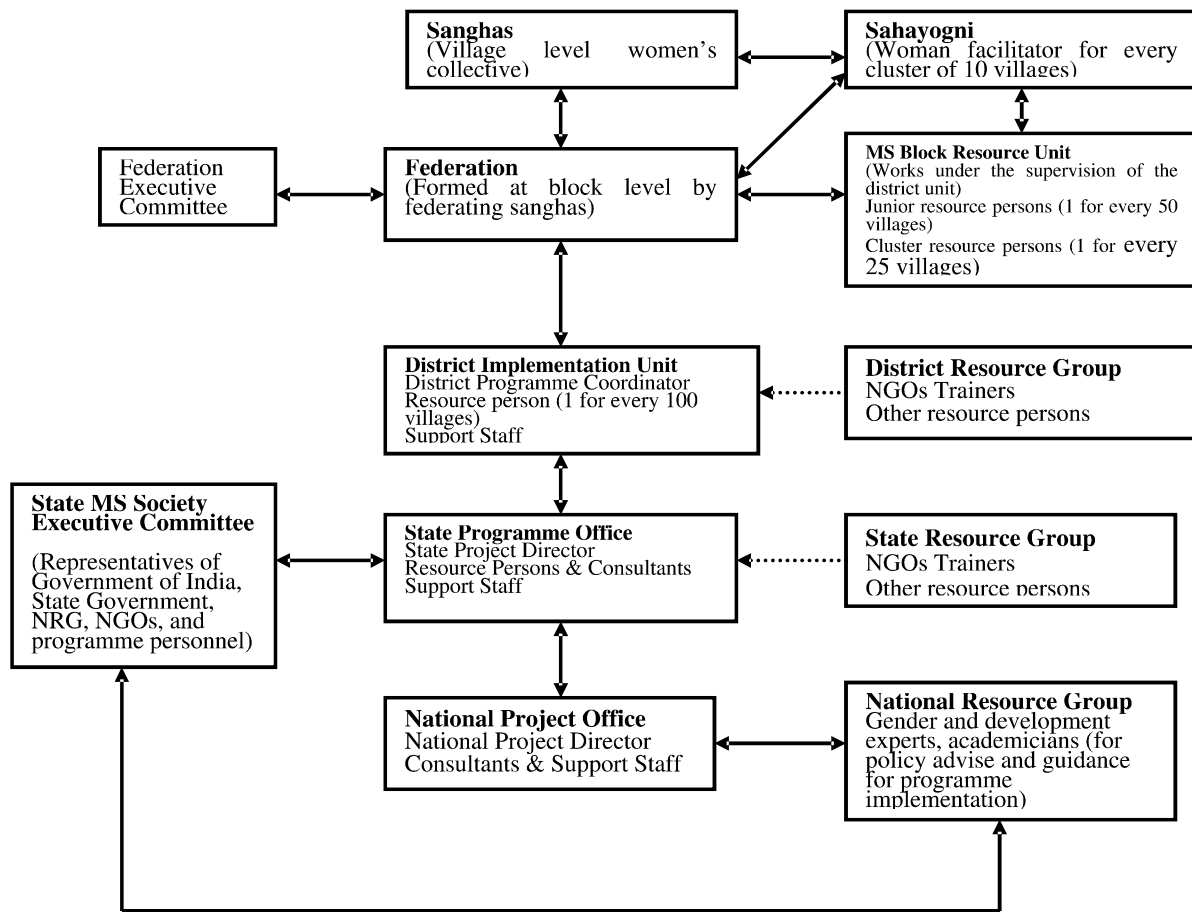 Sanghas
(Village level women's
collective)
Sahayogni
(Woman facilitator for every
cluster of 10 villages)
Federation
Executive
Committee
Federation
(Formed at block level by
federating sanghas)
MS Block Resource Unit
(Works under the supervision of the
district unit)
Junior resource persons (1 for every 50
villages)
Cluster resource persons (1 for every
25 villages)
District Implementation Unit
District Programme Coordinator
Resource person (1 for every 100
villages)
Support Staff
District Resource Group
NGOs Trainers
Other resource persons
State MS Society
Executive Committee
(Representatives of
Government of India,
State Government,
NRG, NGOs, and
programme personnel)
State Programme Office
State Project Director
Resource Persons & Consultants
Support Staff
State Resource Group
NGOs Trainers
Other resource persons
National Project Office
National Project Director
Consultants & Support Staff
National Resource Group
Gender and development
experts, academicians (for
policy advise and guidance
for programme
implementation)